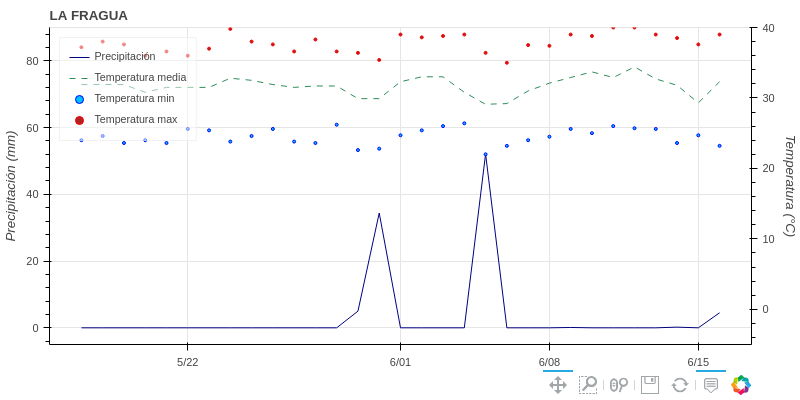 LA FRAGUA
Precipitación
Temperatura media
Temperatura min
Temperatura max
Precipitación (mm)
80
60
40
20
0
40
30
20
10
0
Temperatura (°C)
5/22
6/01
6/08
6/15